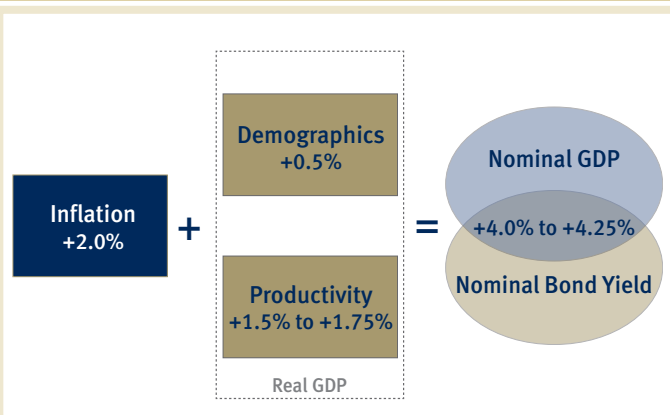 Inflation
+2.0%
+
Demographics
+0.5%
Productivity
+1.5% to +1.75%
Real GDP
=
Nominal GDP
+4.0% to +4.25%
Nominal Bond Yield